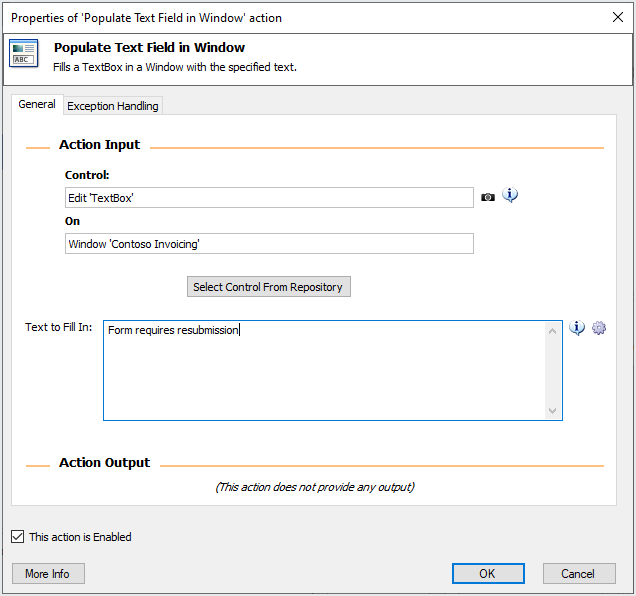 Properties of 'Populate Text Field in Window' action
ABC
Populate Text Field in Window
Fills a TextBox in a Window with the specified text.
General
Exception Handling
Action Input
Control:
Edit 'TextBox'
On
Window 'Contoso Invoicing'
Select Control From Repository
Text to Fill In:
Form requires resubmission
Action Output
(This action does not provide any output)
This action is Enabled
More Info
OK
Cancel